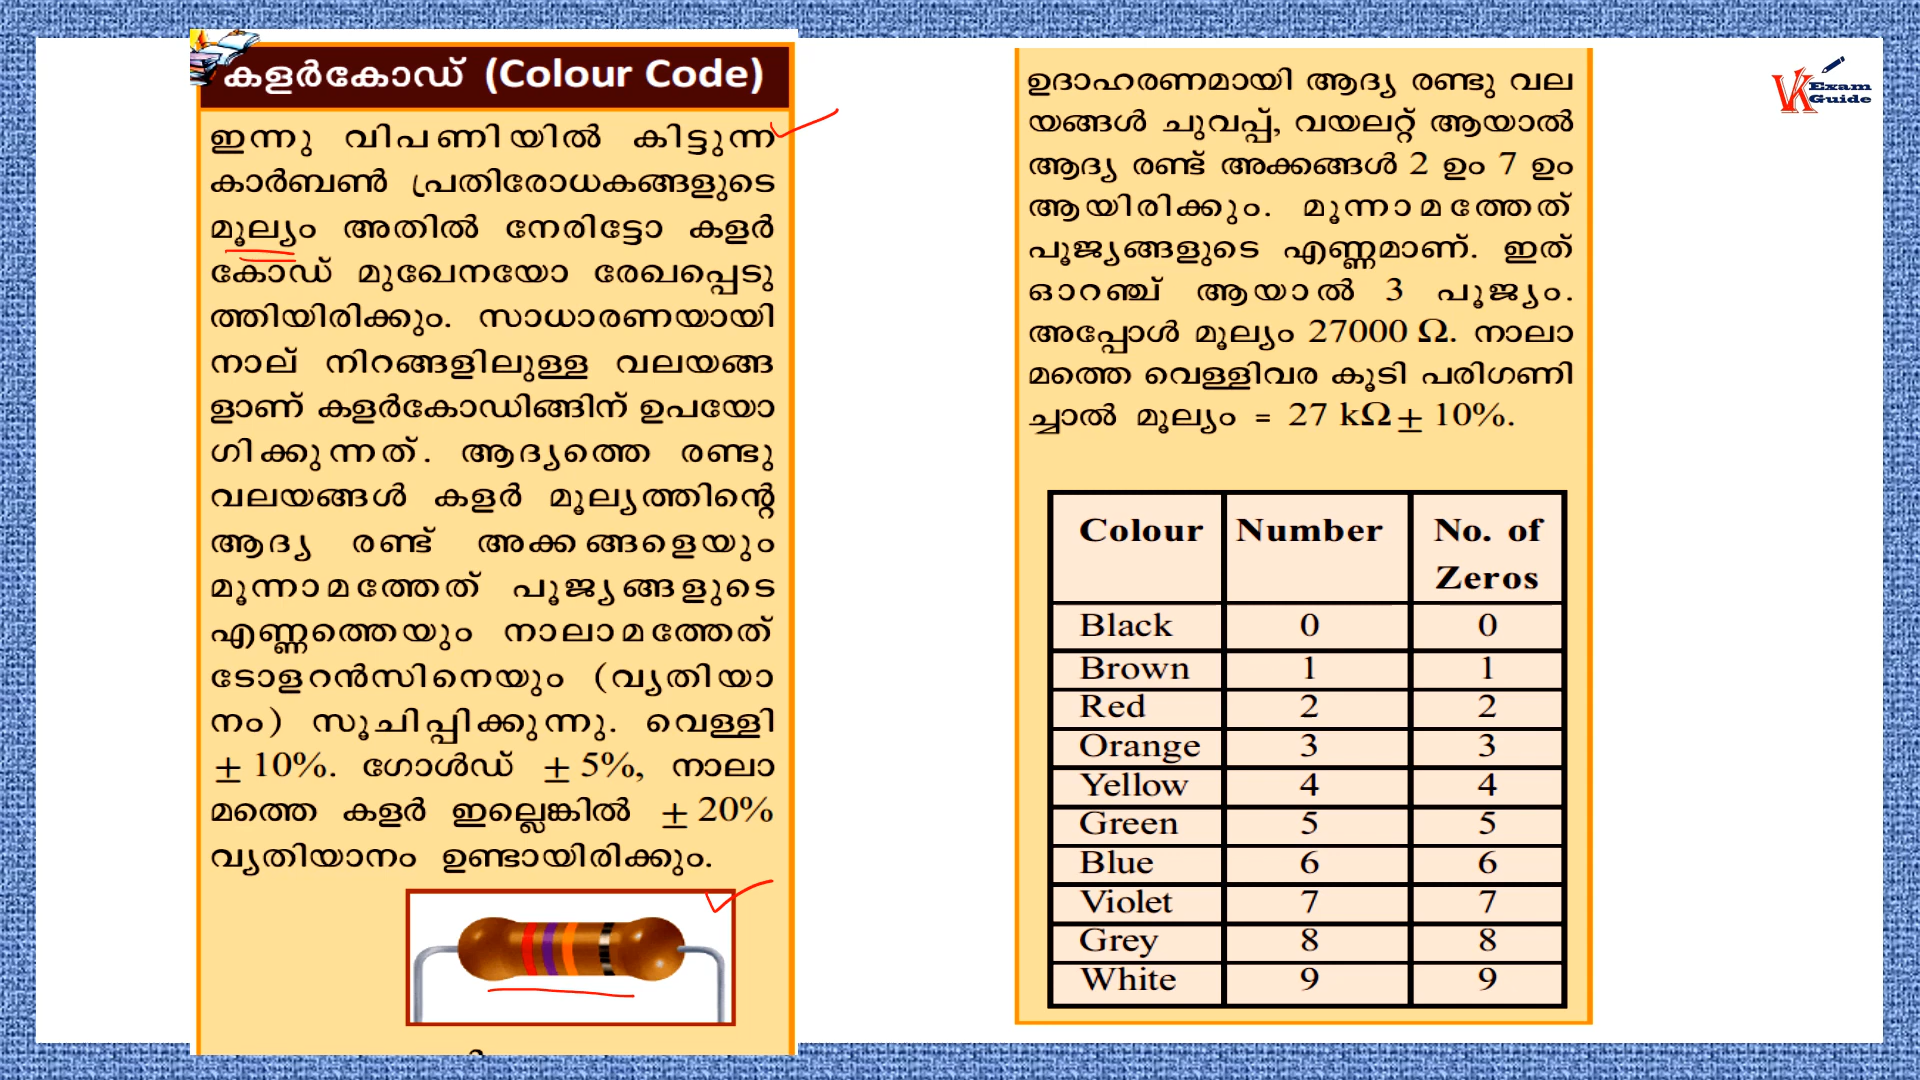 കളർകോഡ് (Colour Code)
ഇന്നു വിപണിയിൽ കിട്ടുന്ന
കാർബൺ പ്രതിരോധകങ്ങളുടെ
മൂല്യം അതിൽ നേരിട്ടോ കളർ
കോഡ് മുഖേനയോ രേഖപ്പെടു
ത്തിയിരിക്കും. സാധാരണയായി
നാല് നിറങ്ങളിലുള്ള വലയങ്ങ
ളാണ് കളർകോഡിങ്ങിന് ഉപയോ
ഗിക്കുന്നത്. ആദ്യത്തെ രണ്ടു
വലയങ്ങൾ കളർ മൂല്യത്തിന്റെ
ആദ്യ രണ്ട് അക്കങ്ങളെയും
മൂന്നാമത്തേത് പൂജ്യങ്ങളുടെ
എണ്ണത്തെയും നാലാമത്തേത്
ടോളറൻസിനെയും (വ്യതിയാ
നം) സൂചിപ്പിക്കുന്നു. വെള്ളി
± 10%. ഗോൾഡ് ± 5%, നാലാ
മത്തെ കളർ ഇല്ലെങ്കിൽ ± 20%
വ്യതിയാനം ഉണ്ടായിരിക്കും.
ഉദാഹരണമായി ആദ്യ രണ്ടു വല
യങ്ങൾ ചുവപ്പ്, വയലറ്റ് ആയാൽ
ആദ്യ രണ്ട് അക്കങ്ങൾ 2 ഉം 7 ഉം
ആയിരിക്കും. മൂന്നാമത്തേത്
പൂജ്യങ്ങളുടെ എണ്ണമാണ്. ഇത്
ഓറഞ്ച് ആയാൽ 3 പൂജ്യം.
അപ്പോൾ മൂല്യം 27000 Ω. നാലാ
മത്തെ വെള്ളിവര കൂടി പരിഗണി
ച്ചാൽ മൂല്യം = 27 kΩ ± 10%.
Colour Number No. of
Zeros
Black 0 0
Brown 1 1
Red 2 2
Orange 3 3
Yellow 4 4
Green 5 5
Blue 6 6
Violet 7 7
Grey 8 8
White 9 9
VK Exam
Guide